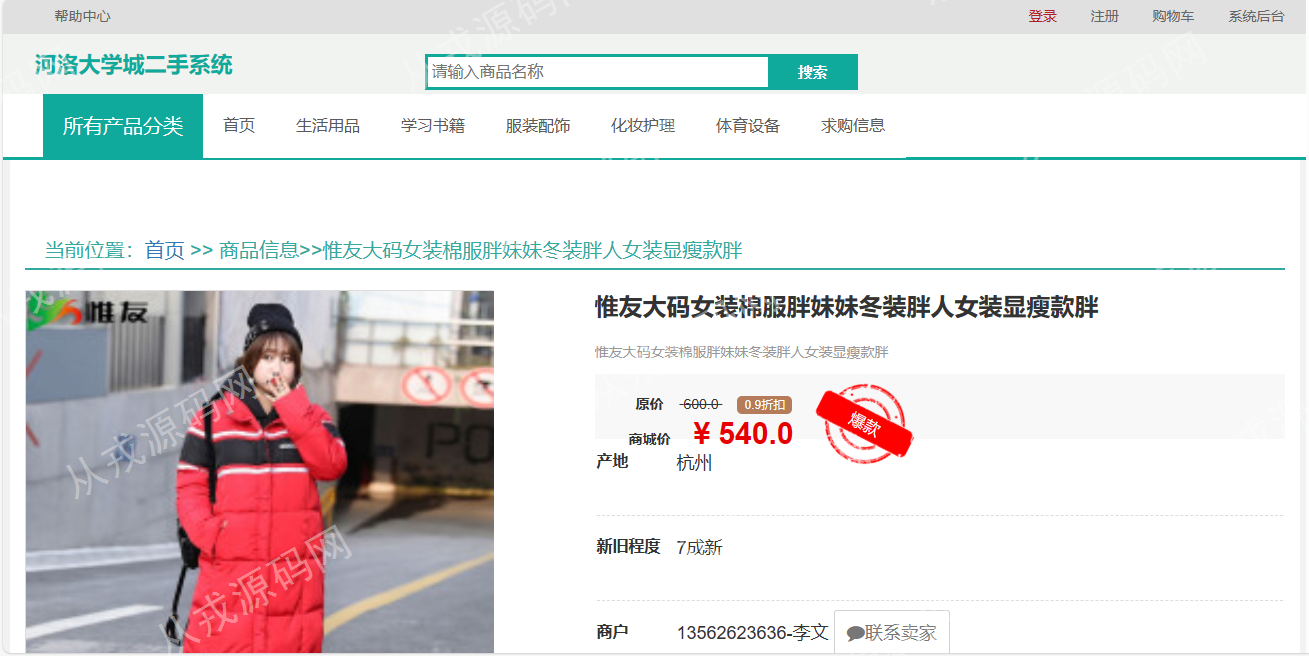 帮助中心 登录 注册 购物车 系统后台
河洛大学城二手系统
请输入商品名称 搜索
所有产品分类 首页 生活用品 学习书籍 服装配饰 化妆护理 体育设备 求购信息
当前位置：首页 >> 商品信息>>惟友大码女装棉服胖妹妹冬装胖人女装显瘦款胖
惟友
惟友大码女装棉服胖妹妹冬装胖人女装显瘦款胖
惟友大码女装棉服胖妹妹冬装胖人女装显瘦款胖
原价 600.0 0.9折扣
爆款
商城价 ¥ 540.0
产地 杭州
新旧程度 7成新
商户 13562623636-李文 联系卖家
从戎源码网
从戎源码网